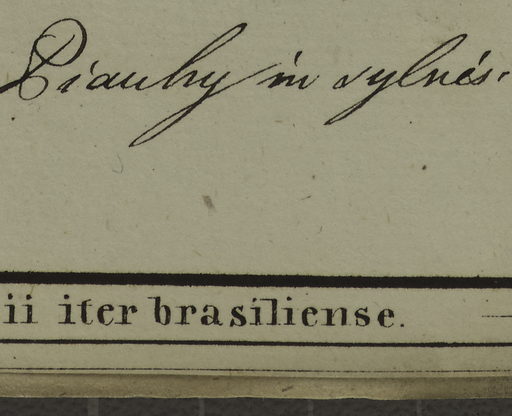 Piauhy in sylvis.
ii iter brasiliense.